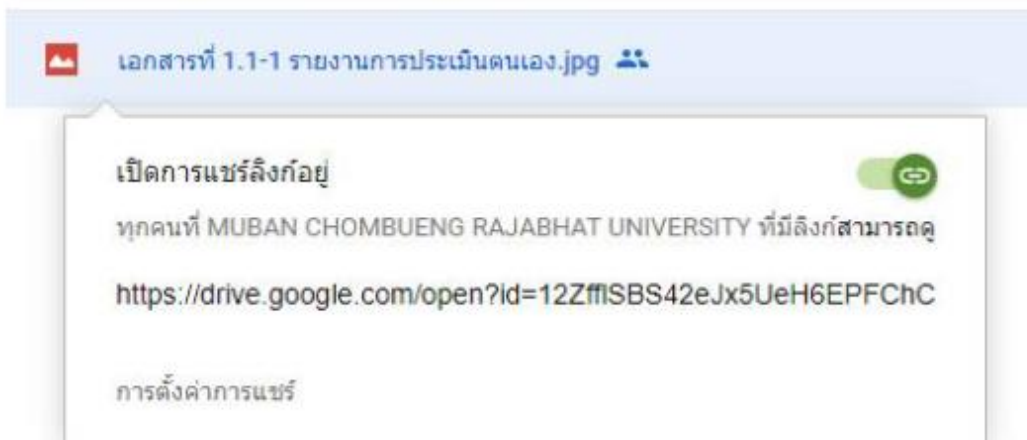 เอกสารที่ 1.1-1 รายงานการประเมินตนเอง.jpg
เปิดการแชร์ลิงก์อยู่
ทุกคนที่ MUBAN CHOMBUENG RAJABHAT UNIVERSITY ที่มีลิงก์สามารถดู
https://drive.google.com/open?id=12ZfflSBS42eJx5UeH6EPFChC
การตั้งค่าการแชร์